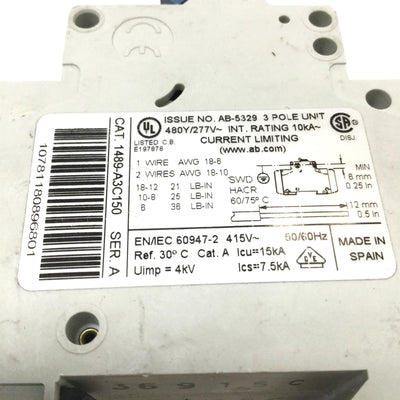 10781180896801
CAT. 1489-A3C150 SER. A
UL
LISTED C.B.
E197878
ISSUE NO. AB-5329 3 POLE UNIT
480Y/277V~ INT. RATING 10kA~
CURRENT LIMITING
(www.ab.com)
SA
DISJ.
1 WIRE AWG 18-6
2 WIRES AWG 18-10
18-12 21 LB-IN
10-8 25 LB-IN
6 36 LB-IN
SWD
HACR
60/75°C
MIN
6 mm
0.25 in
12 mm
0.5 in
EN/IEC 60947-2 415V~ 50/60Hz
Ref. 30°C Cat. A Icu=15kA
Uimp = 4kV Ics=7.5kA
MADE IN
SPAIN